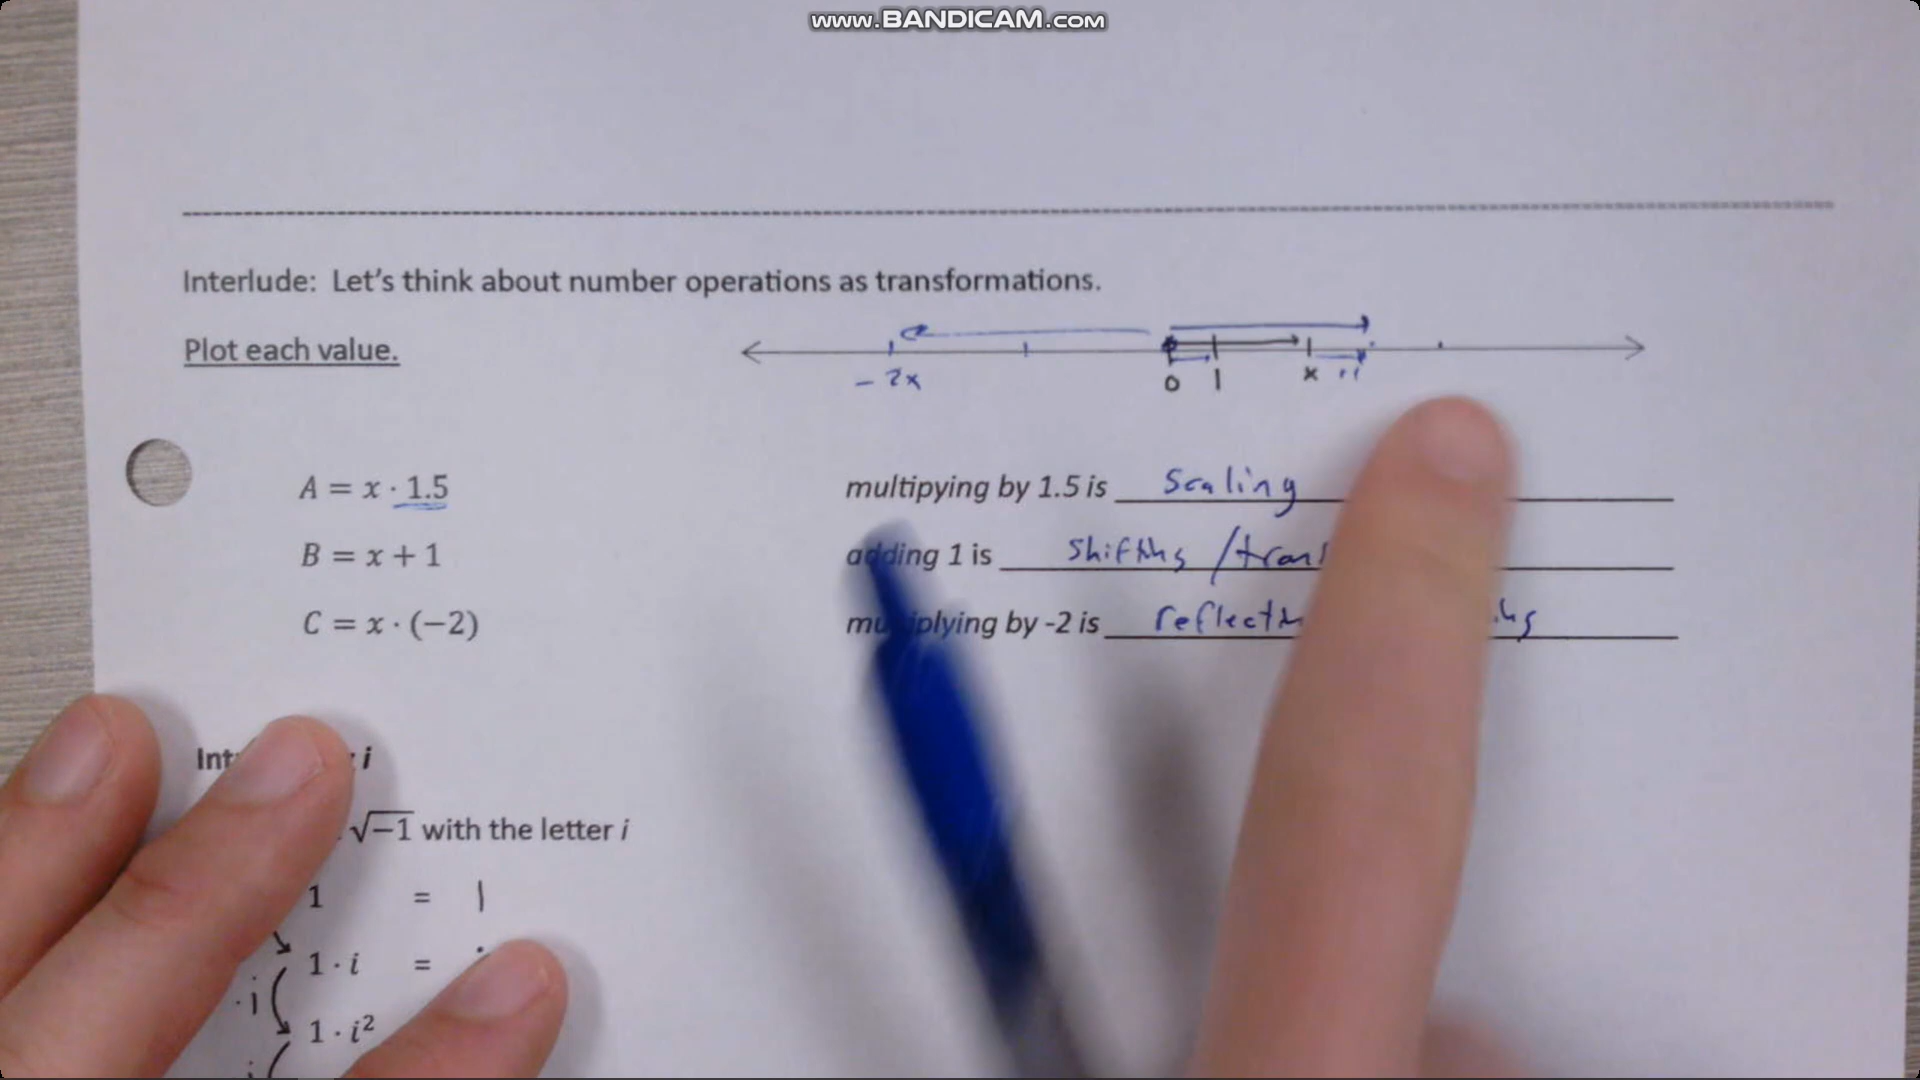 www.BANDICAM.com
Interlude: Let's think about number operations as transformations.
Plot each value.
- 2x 0 1 x +1
A = x · 1.5 multipying by 1.5 is scaling
B = x + 1 adding 1 is shifting /
C = x · (−2) multiplying by -2 is
i
√−1 with the letter i
1 = 1
1 · i =
· i
1 · i²